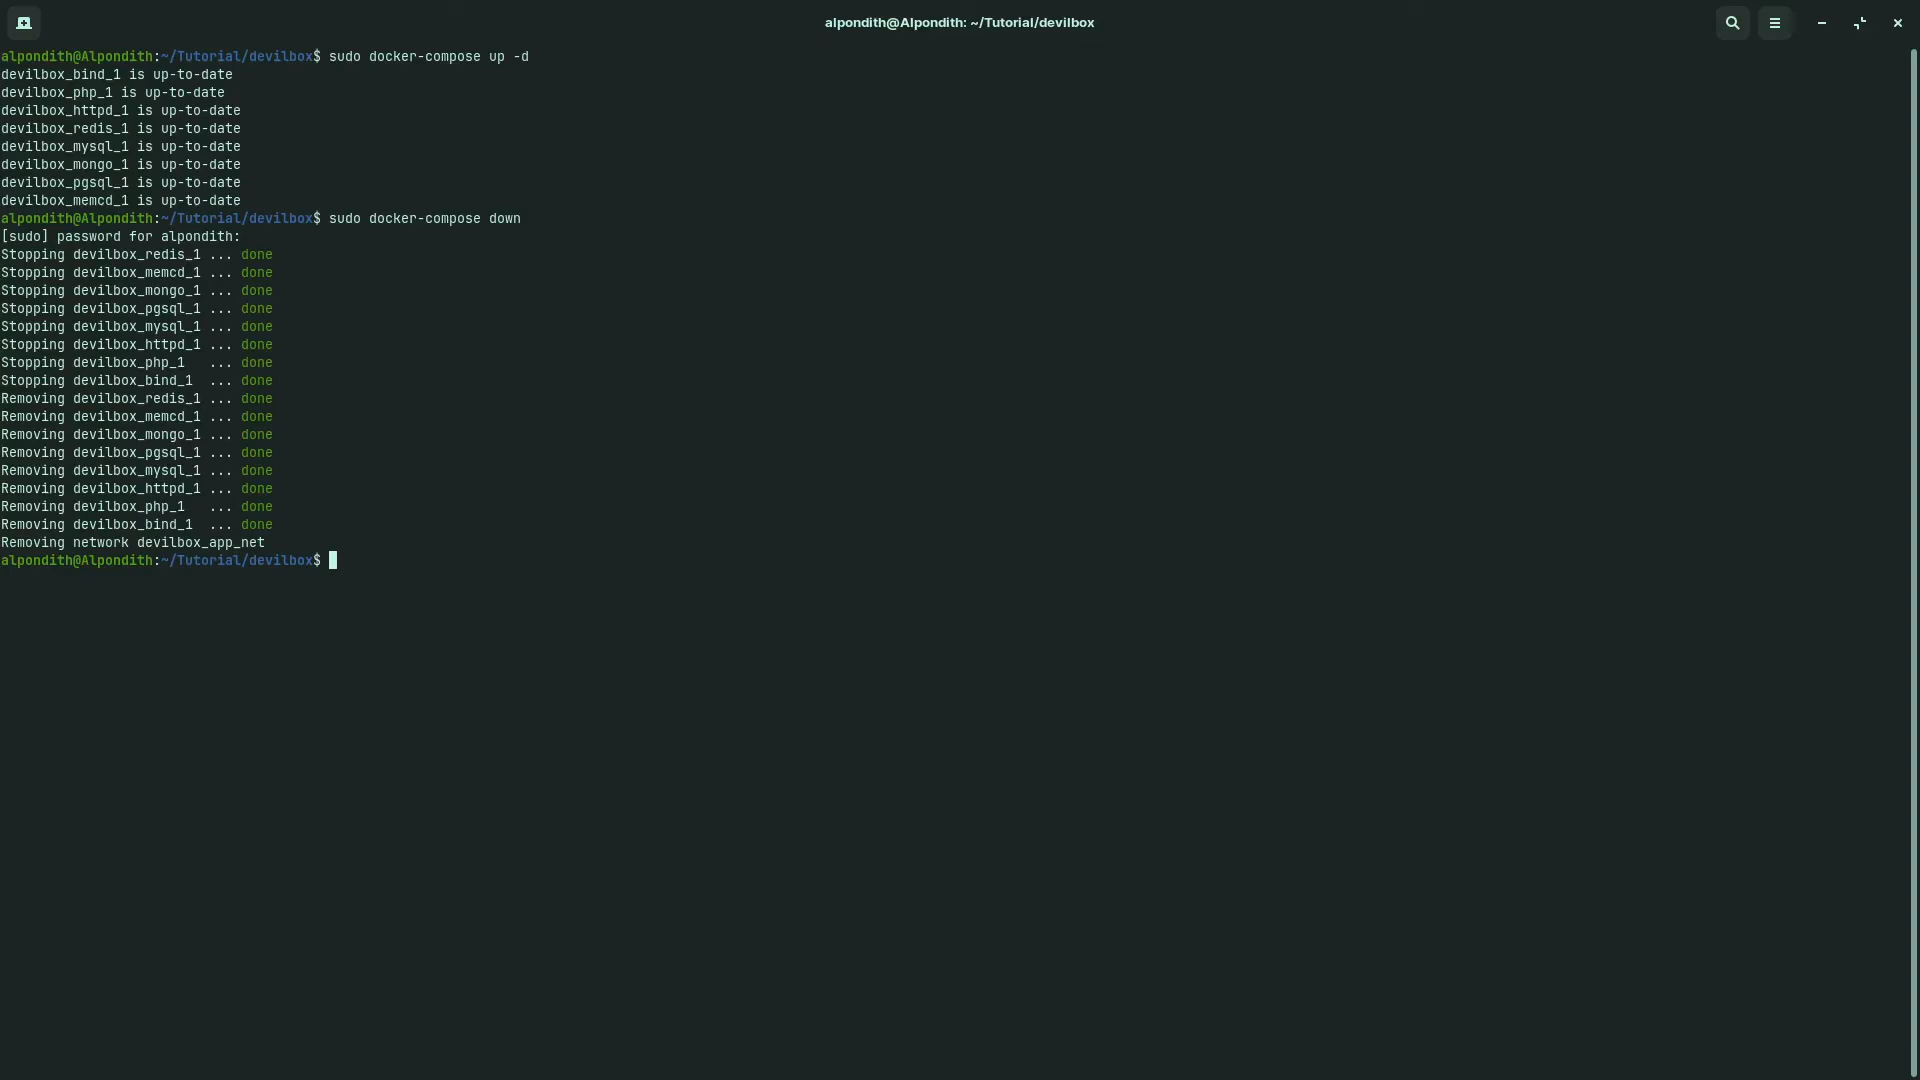 alpondith@Alpondith: ~/Tutorial/devilbox
alpondith@Alpondith:~/Tutorial/devilbox$ sudo docker-compose up -d
devilbox_bind_1 is up-to-date
devilbox_php_1 is up-to-date
devilbox_httpd_1 is up-to-date
devilbox_redis_1 is up-to-date
devilbox_mysql_1 is up-to-date
devilbox_mongo_1 is up-to-date
devilbox_pgsql_1 is up-to-date
devilbox_memcd_1 is up-to-date
alpondith@Alpondith:~/Tutorial/devilbox$ sudo docker-compose down
[sudo] password for alpondith:
Stopping devilbox_redis_1 ... done
Stopping devilbox_memcd_1 ... done
Stopping devilbox_mongo_1 ... done
Stopping devilbox_pgsql_1 ... done
Stopping devilbox_mysql_1 ... done
Stopping devilbox_httpd_1 ... done
Stopping devilbox_php_1   ... done
Stopping devilbox_bind_1  ... done
Removing devilbox_redis_1 ... done
Removing devilbox_memcd_1 ... done
Removing devilbox_mongo_1 ... done
Removing devilbox_pgsql_1 ... done
Removing devilbox_mysql_1 ... done
Removing devilbox_httpd_1 ... done
Removing devilbox_php_1   ... done
Removing devilbox_bind_1  ... done
Removing network devilbox_app_net
alpondith@Alpondith:~/Tutorial/devilbox$